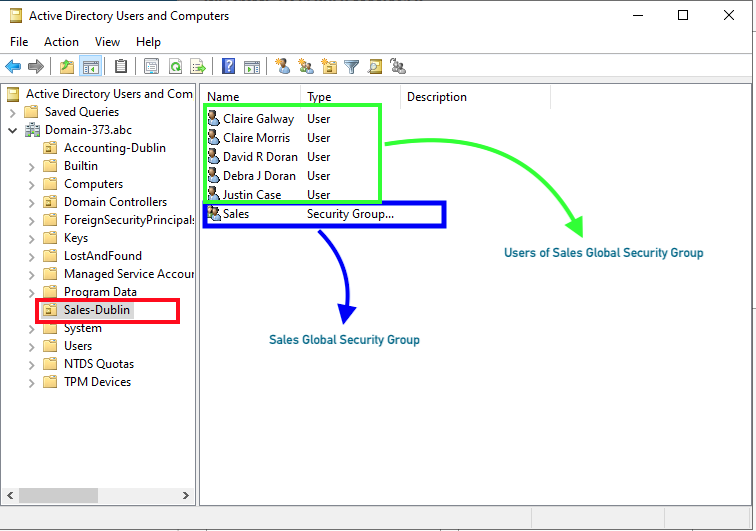 Active Directory Users and Computers
File Action View Help
Active Directory Users and Com
Saved Queries
Domain-373.abc
Accounting-Dublin
Builtin
Computers
Domain Controllers
ForeignSecurityPrincipals
Keys
LostAndFound
Managed Service Accour
Program Data
Sales-Dublin
System
Users
NTDS Quotas
TPM Devices
Name Type Description
Claire Galway User
Claire Morris User
David R Doran User
Debra J Doran User
Justin Case User
Sales Security Group...
Users of Sales Global Security Group
Sales Global Security Group